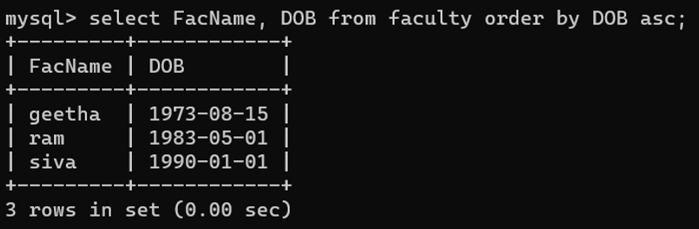 mysql> select FacName, DOB from faculty order by DOB asc;
+---------+------------+
| FacName | DOB        |
+---------+------------+
| geetha  | 1973-08-15 |
| ram     | 1983-05-01 |
| siva    | 1990-01-01 |
+---------+------------+
3 rows in set (0.00 sec)